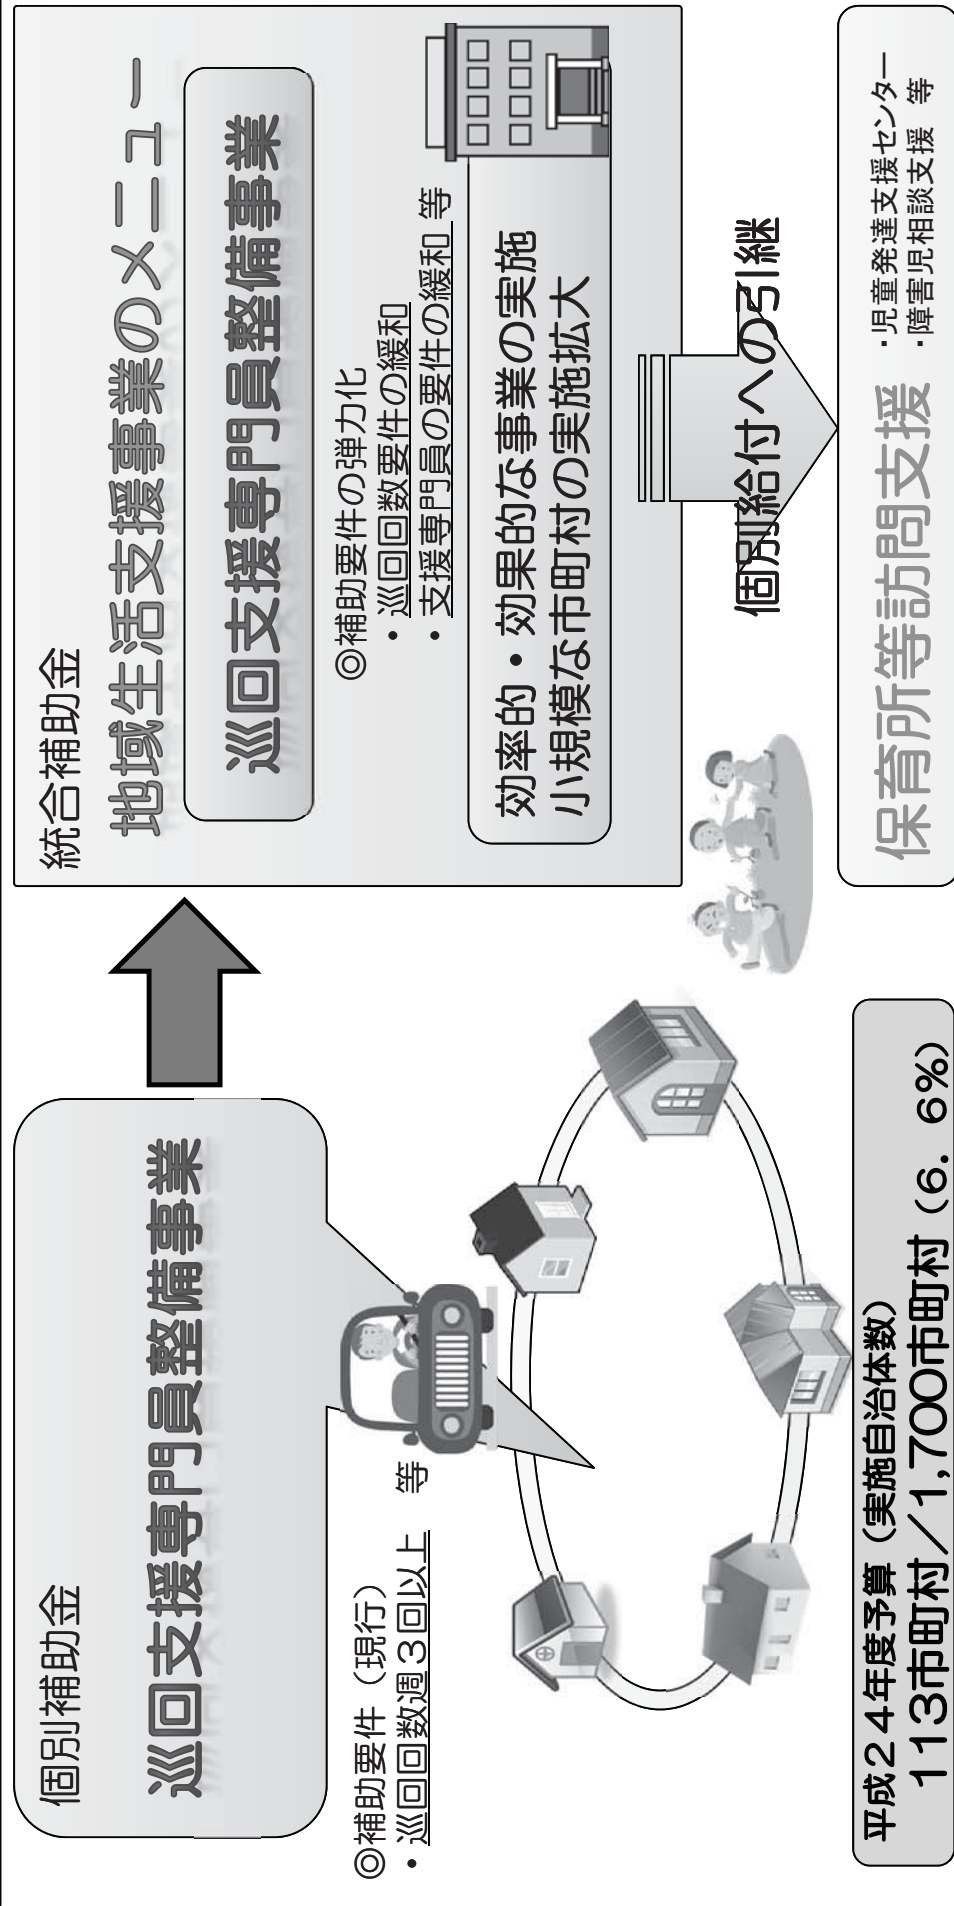 個別補助金
巡回支援専門員整備事業
◎補助要件（現行）
・巡回回数週３回以上　等
平成２４年度予算（実施自治体数）
１１３市町村／１,７００市町村（６．６％）
統合補助金
地域生活支援事業のメニュー
巡回支援専門員整備事業
◎補助要件の弾力化
・巡回回数要件の緩和
・支援専門員の要件の緩和 等
効率的・効果的な事業の実施
小規模な市町村の実施拡大
個別給付への引継
保育所等訪問支援
・児童発達支援センター
・障害児相談支援　等